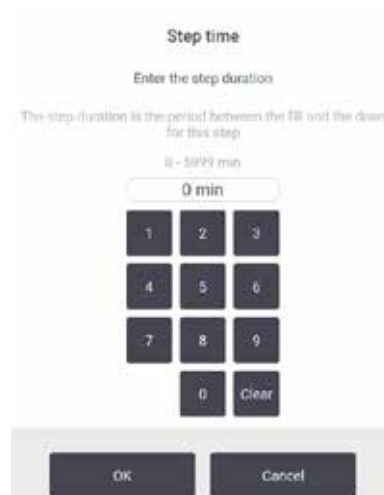 Step time
Enter the step duration
The step duration is the period between the fill and the down
for this step
0 - 5999 min
0 min
1 2 3
4 5 6
7 8 9
0 Clear
OK Cancel